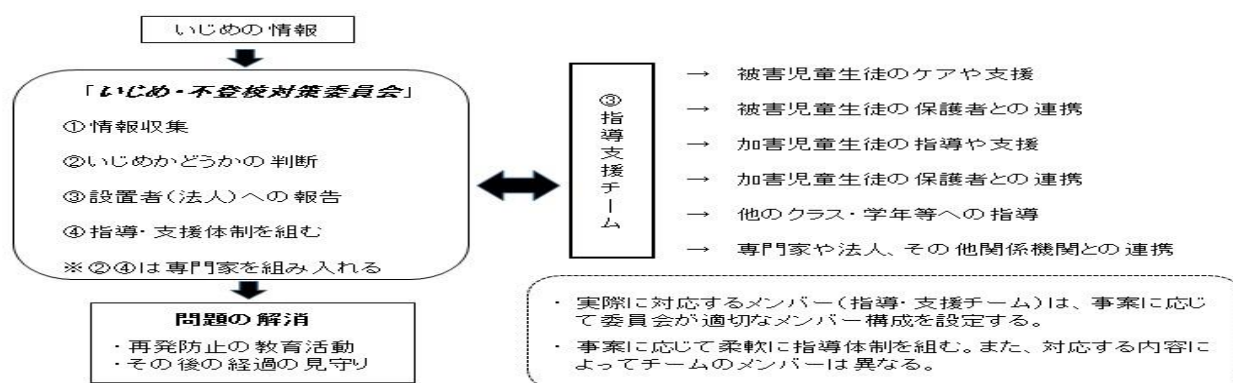 いじめの情報
「いじめ・不登校対策委員会」
①情報収集
②いじめかどうかの判断
③設置者(法人)への報告
④指導・支援体制を組む
※②④は専門家を組み入れる
問題の解消
・再発防止の教育活動
・その後の経過の見守り
③指導支援チーム
→ 被害児童生徒のケアや支援
→ 被害児童生徒の保護者との連携
→ 加害児童生徒の指導や支援
→ 加害児童生徒の保護者との連携
→ 他のクラス・学年等への指導
→ 専門家や法人、その他関係機関との連携
・ 実際に対応するメンバー(指導・支援チーム)は、事案に応じ
て委員会が適切なメンバー構成を設定する。
・ 事案に応じて柔軟に指導体制を組む。また、対応する内容に
よってチームのメンバーは異なる。